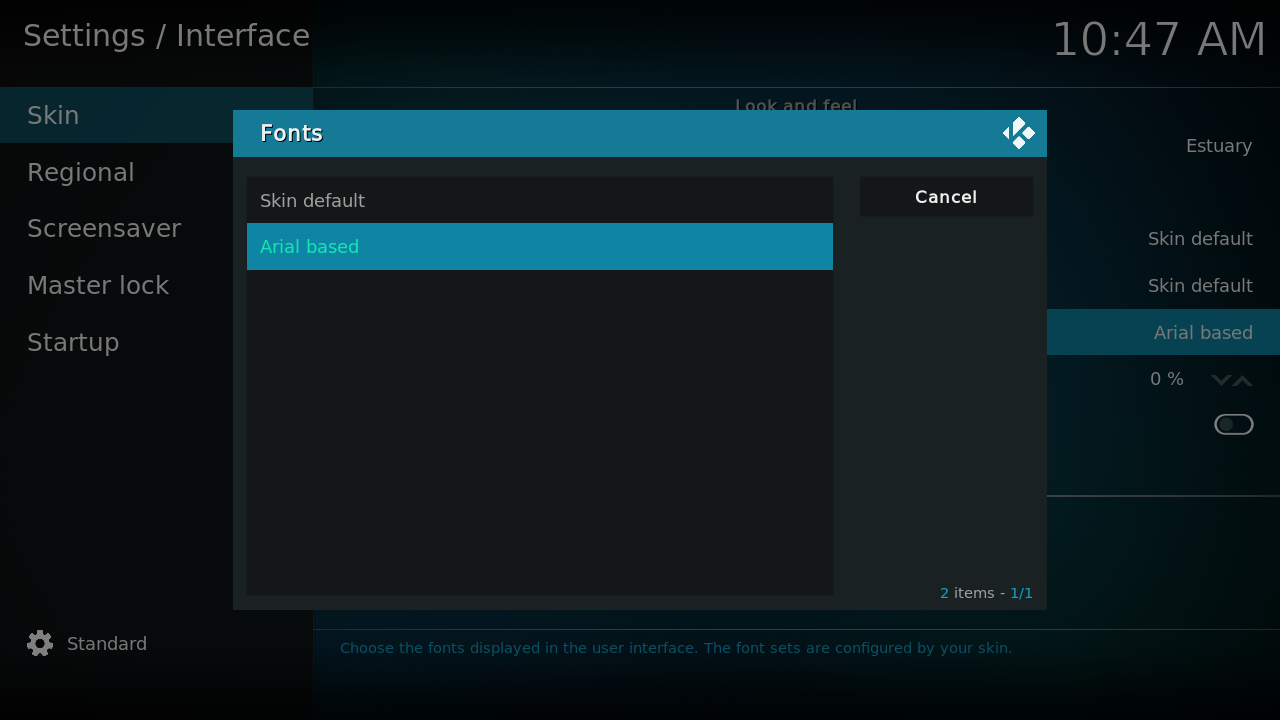 Settings / Interface
10:47 AM
Skin
Regional
Screensaver
Master lock
Startup
Standard
Look and feel
Estuary
Skin default
Skin default
Arial based
0 %
Fonts
Skin default
Arial based
Cancel
2 items - 1/1
Choose the fonts displayed in the user interface. The font sets are configured by your skin.